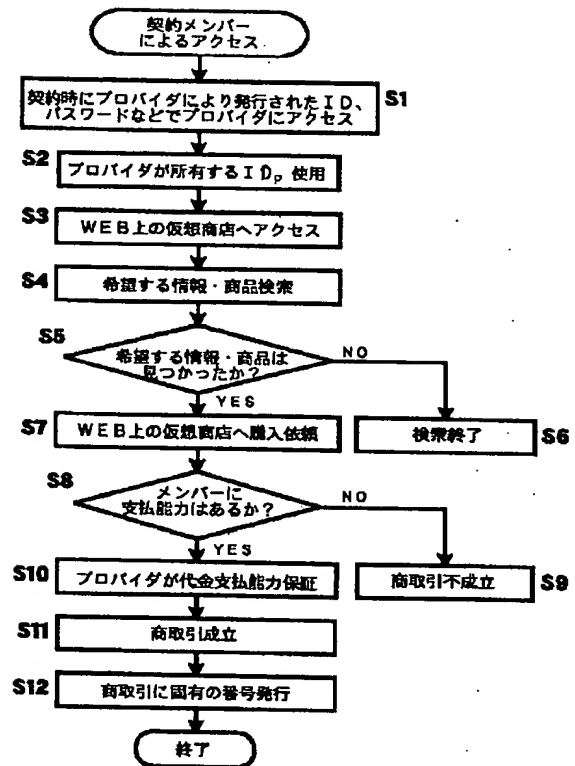 契約メンバー
によるアクセス
契約時にプロバイダにより発行されたID、
パスワードなどでプロバイダにアクセス
S1
S2
プロバイダが所有するIDP 使用
S3
WEB上の仮想商店へアクセス
S4
希望する情報・商品検索
S5
希望する情報・商品は
見つかったか?
NO
YES
S7
WEB上の仮想商店へ購入依頼
検索終了
S6
S8
メンバーに
支払能力はあるか?
NO
YES
S10
プロバイダが代金支払能力保証
商取引不成立
S9
S11
商取引成立
S12
商取引に固有の番号発行
終了